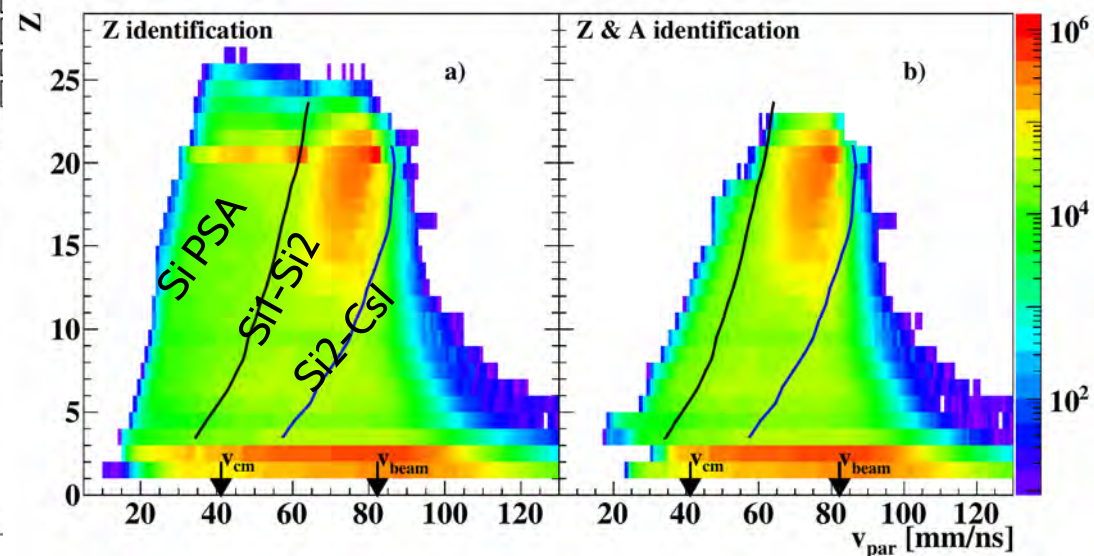 Z
Z identification
a)
Si PSA
Si1-Si2
Si2-CsI
v_cm
v_beam
25
20
15
10
5
0
20 40 60 80 100 120
Z & A identification
b)
v_cm
v_beam
20 40 60 80 100 120
v_par [mm/ns]
10^6
10^4
10^2